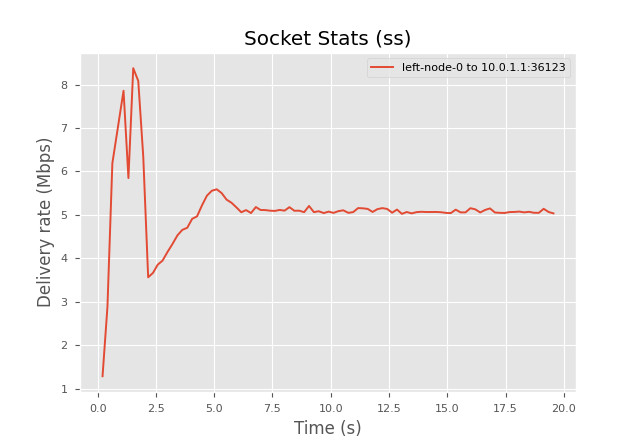 Socket Stats (ss)
left-node-0 to 10.0.1.1:36123
Delivery rate (Mbps)
8
7
6
5
4
3
2
1
0.0 2.5 5.0 7.5 10.0 12.5 15.0 17.5 20.0
Time (s)